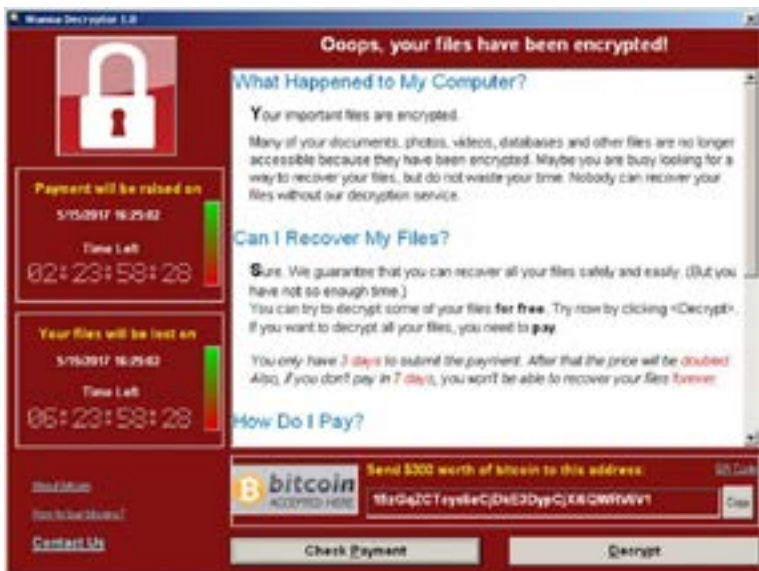 Wanna Decryptor 1.0
Ooops, your files have been encrypted!
What Happened to My Computer?
Your important files are encrypted.
Many of your documents, photos, videos, databases and other files are no longer
accessible because they have been encrypted. Maybe you are busy looking for a
way to recover your files, but do not waste your time. Nobody can recover your
files without our decryption service.
Can I Recover My Files?
Sure. We guarantee that you can recover all your files safely and easily. (But you
have not so enough time.)
You can try to decrypt some of your files for free. Try now by clicking <Decrypt>.
If you want to decrypt all your files, you need to pay.
You only have 3 days to submit the payment. After that the price will be doubled.
Also, if you don't pay in 7 days, you won't be able to recover your files forever.
How Do I Pay?
Payment will be raised on
5/15/2017 16:25:02
Time Left
02:23:58:28
Your files will be lost on
Time Left
06:23:58:28
About bitcoin
How to buy bitcoins?
Contact Us
bitcoin
ACCEPTED HERE
Send $300 worth of bitcoin to this address:
Copy
Check Payment
Decrypt